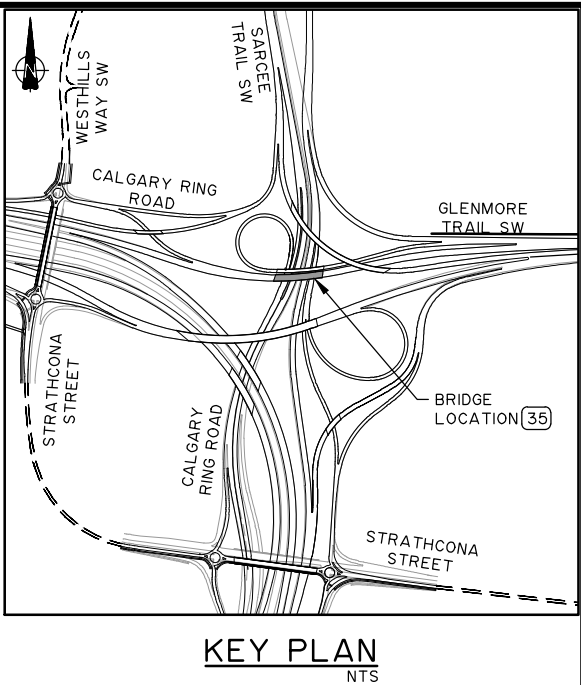 WESTHILLS
WAY SW
SARCEE
TRAIL SW
CALGARY RING
ROAD
GLENMORE
TRAIL SW
STRATHCONA
STREET
CALGARY
RING ROAD
BRIDGE
LOCATION 35
STRATHCONA
STREET
KEY PLAN
NTS